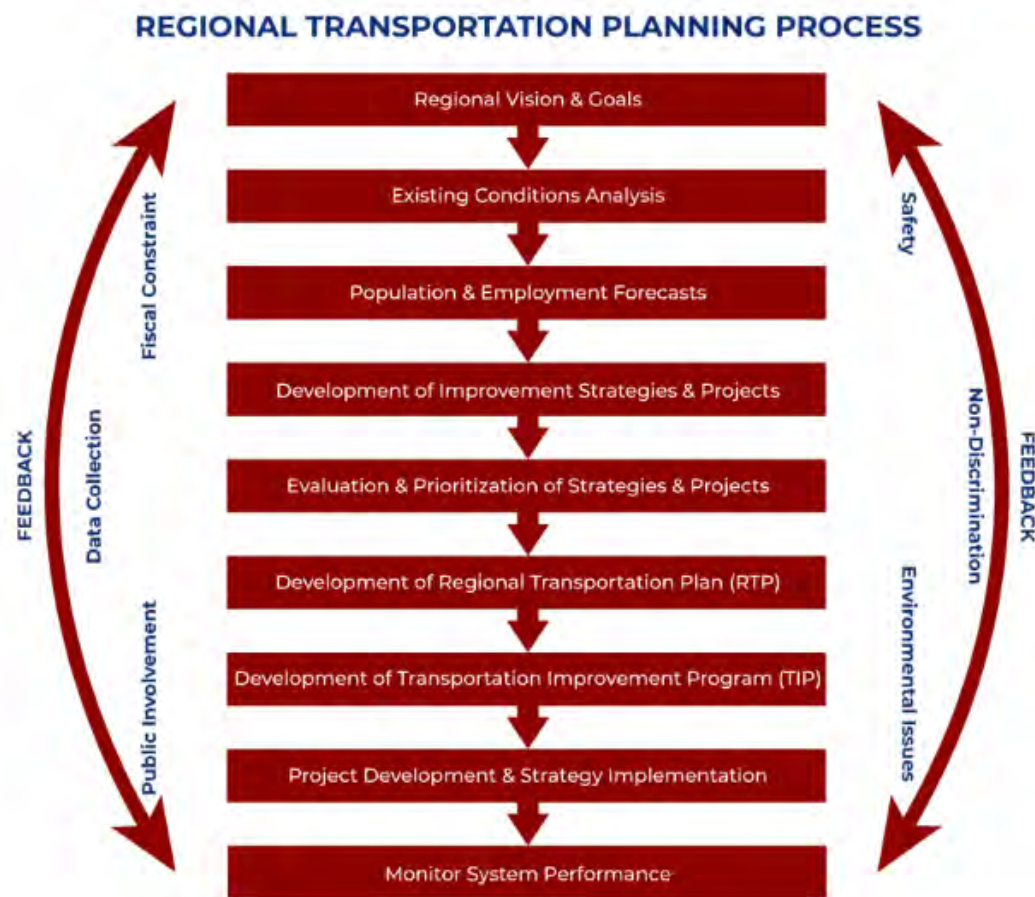 REGIONAL TRANSPORTATION PLANNING PROCESS
Regional Vision & Goals
Existing Conditions Analysis
Population & Employment Forecasts
Development of Improvement Strategies & Projects
Evaluation & Prioritization of Strategies & Projects
Development of Regional Transportation Plan (RTP)
Development of Transportation Improvement Program (TIP)
Project Development & Strategy Implementation
Monitor System Performance
FEEDBACK
Fiscal Constraint
Data Collection
Public Involvement
Safety
Non-Discrimination
Environmental Issues
FEEDBACK